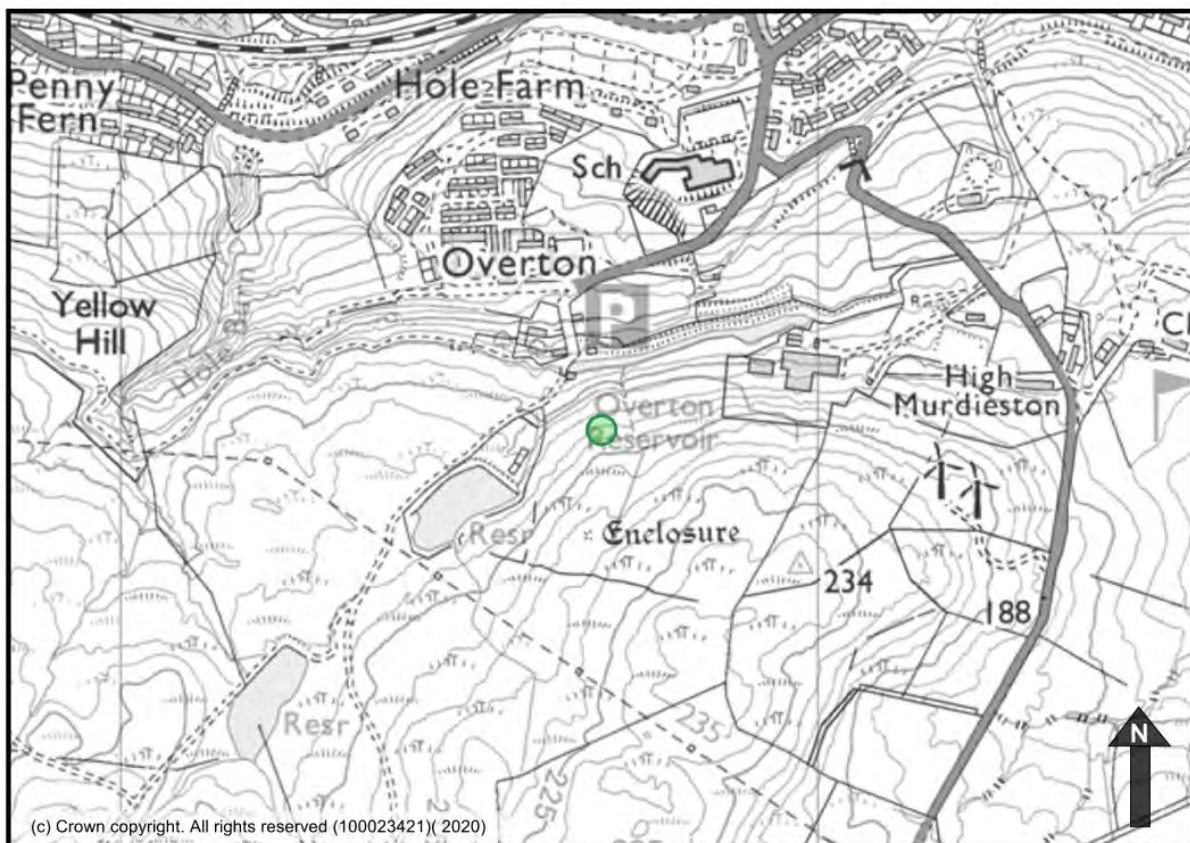 Penny
Fern
Hole Farm
Sch
Overton
P
Yellow
Hill
Hole
Overton
Reservoir
High
Murdieston
Resr
Enclosure
234
188
Resr
235
225
N
(c) Crown copyright. All rights reserved (100023421)( 2020)